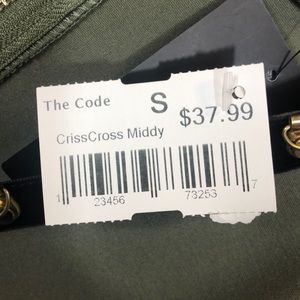 The Code S
$37.99
CrissCross Middy
1 23456 73253 7